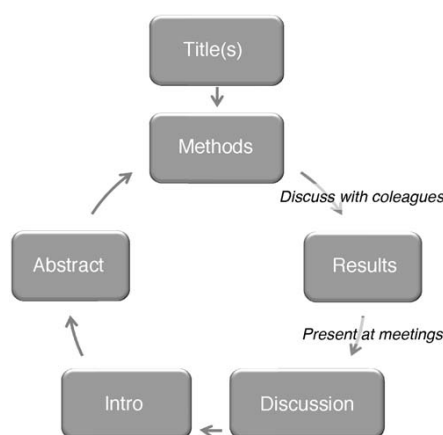 Title(s)
Methods
Discuss with coleagues
Abstract
Results
Present at meetings
Intro
Discussion